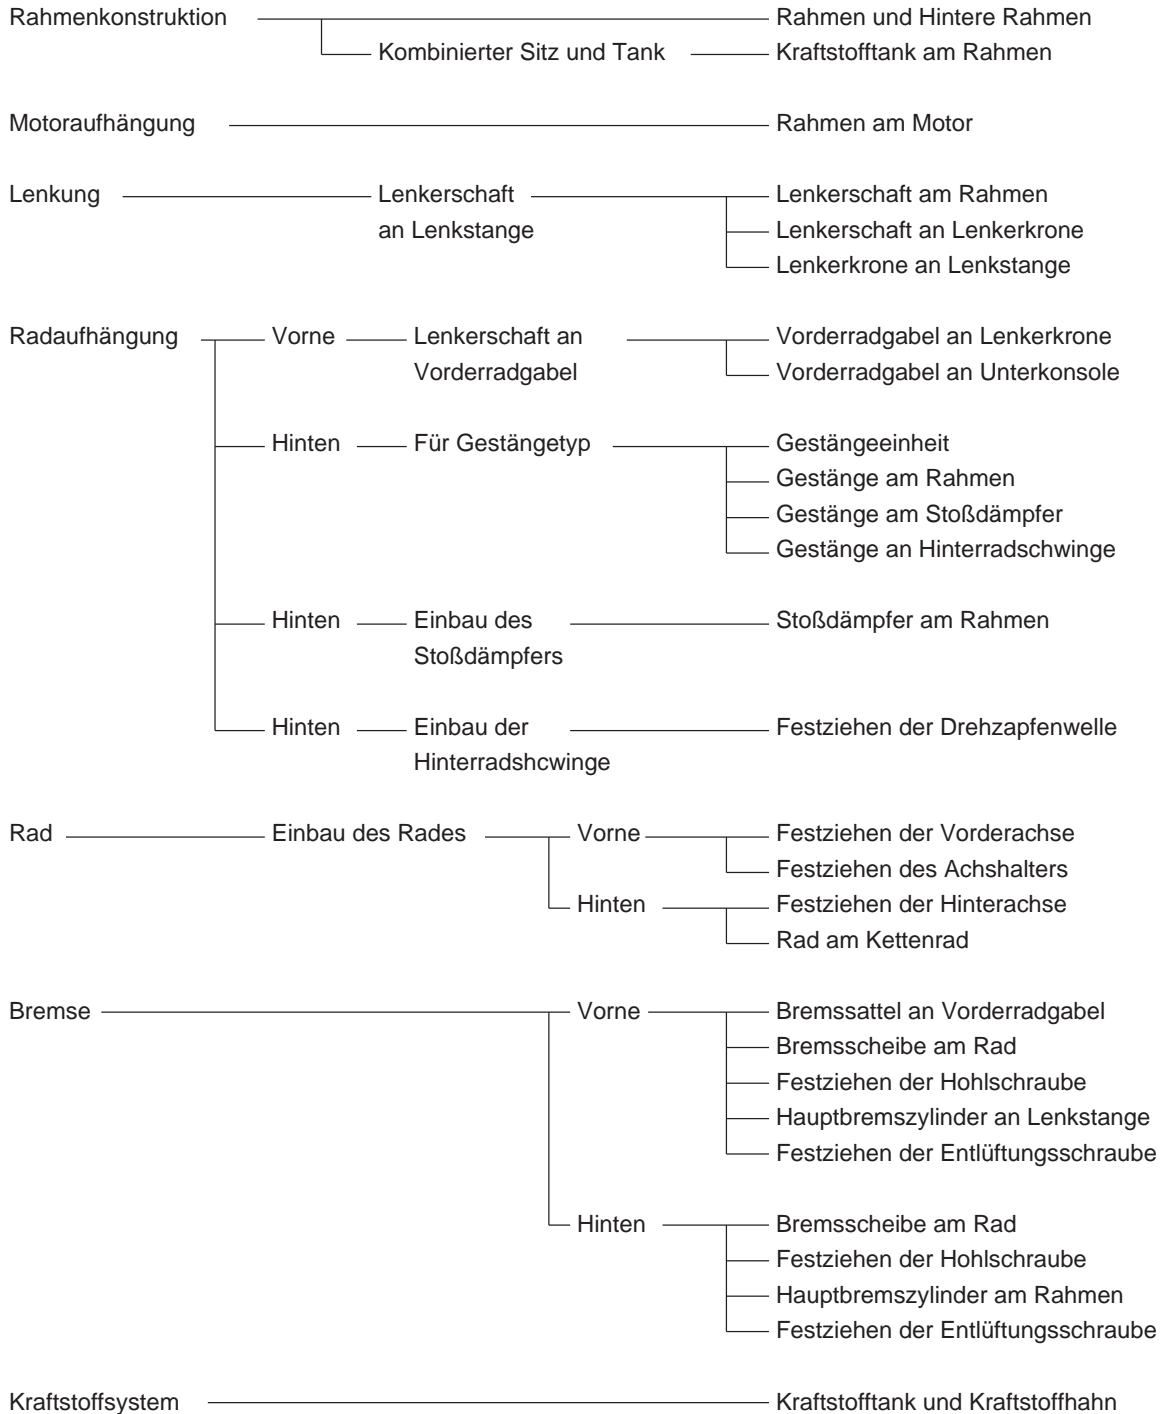 Rahmenkonstruktion Rahmen und Hintere Rahmen
Kombinierter Sitz und Tank Kraftstofftank am Rahmen
Motoraufhängung Rahmen am Motor
Lenkung Lenkerschaft Lenkerschaft am Rahmen
an Lenkstange Lenkerschaft an Lenkerkrone
Lenkerkrone an Lenkstange
Radaufhängung Vorne Lenkerschaft an Vorderradgabel an Lenkerkrone
Vorderradgabel Vorderradgabel an Unterkonsole
Hinten Für Gestängetyp Gestängeeinheit
Gestänge am Rahmen
Gestänge am Stoßdämpfer
Gestänge an Hinterradschwinge
Hinten Einbau des Stoßdämpfer am Rahmen
Stoßdämpfers
Hinten Einbau der Festziehen der Drehzapfenwelle
Hinterradshcwinge
Rad Einbau des Rades Vorne Festziehen der Vorderachse
Festziehen des Achshalters
Hinten Festziehen der Hinterachse
Rad am Kettenrad
Bremse Vorne Bremssattel an Vorderradgabel
Bremsscheibe am Rad
Festziehen der Hohlschraube
Hauptbremszylinder an Lenkstange
Festziehen der Entlüftungsschraube
Hinten Bremsscheibe am Rad
Festziehen der Hohlschraube
Hauptbremszylinder am Rahmen
Festziehen der Entlüftungsschraube
Kraftstoffsystem Kraftstofftank und Kraftstoffhahn